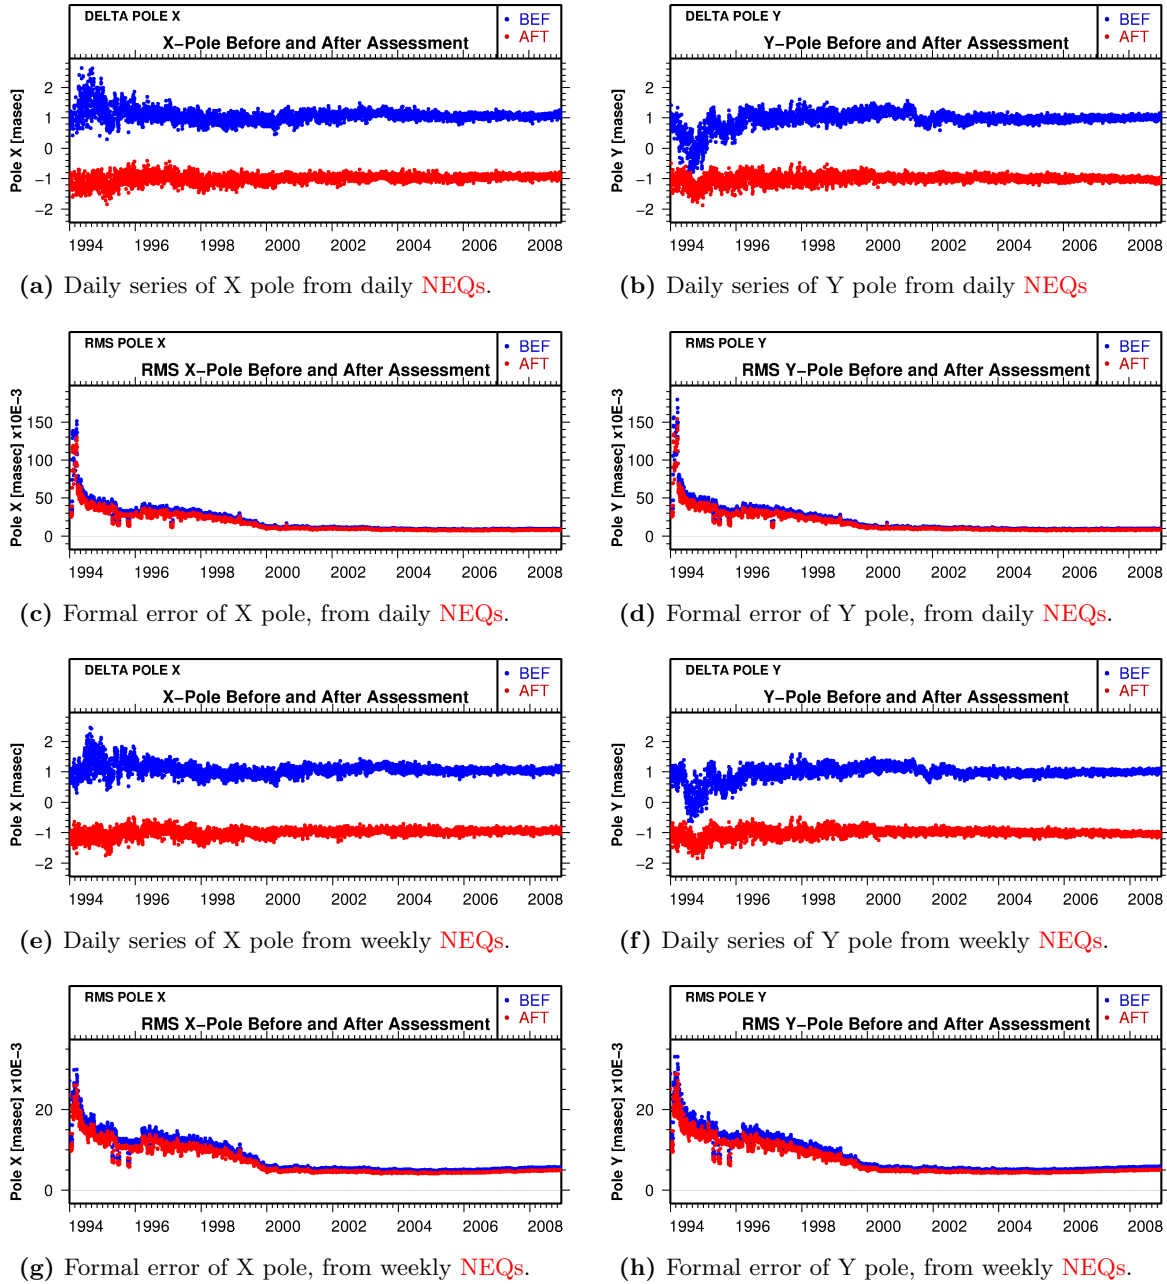 DELTA POLE X
BEF
AFT
X−Pole Before and After Assessment
Pole X [masec]
2
1
0
−1
−2
1994 1996 1998 2000 2002 2004 2006 2008
(a) Daily series of X pole from daily NEQs.
DELTA POLE Y
BEF
AFT
Y−Pole Before and After Assessment
Pole Y [masec]
2
1
0
−1
−2
1994 1996 1998 2000 2002 2004 2006 2008
(b) Daily series of Y pole from daily NEQs
RMS POLE X
BEF
AFT
RMS X−Pole Before and After Assessment
Pole X [masec] x10E−3
150
100
50
0
1994 1996 1998 2000 2002 2004 2006 2008
(c) Formal error of X pole, from daily NEQs.
RMS POLE Y
BEF
AFT
RMS Y−Pole Before and After Assessment
Pole Y [masec] x10E−3
150
100
50
0
1994 1996 1998 2000 2002 2004 2006 2008
(d) Formal error of Y pole, from daily NEQs.
DELTA POLE X
BEF
AFT
X−Pole Before and After Assessment
Pole X [masec]
2
1
0
−1
−2
1994 1996 1998 2000 2002 2004 2006 2008
(e) Daily series of X pole from weekly NEQs.
DELTA POLE Y
BEF
AFT
Y−Pole Before and After Assessment
Pole Y [masec]
2
1
0
−1
−2
1994 1996 1998 2000 2002 2004 2006 2008
(f) Daily series of Y pole from weekly NEQs.
RMS POLE X
BEF
AFT
RMS X−Pole Before and After Assessment
Pole X [masec] x10E−3
20
10
0
1994 1996 1998 2000 2002 2004 2006 2008
(g) Formal error of X pole, from weekly NEQs.
RMS POLE Y
BEF
AFT
RMS Y−Pole Before and After Assessment
Pole Y [masec] x10E−3
20
10
0
1994 1996 1998 2000 2002 2004 2006 2008
(h) Formal error of Y pole, from weekly NEQs.